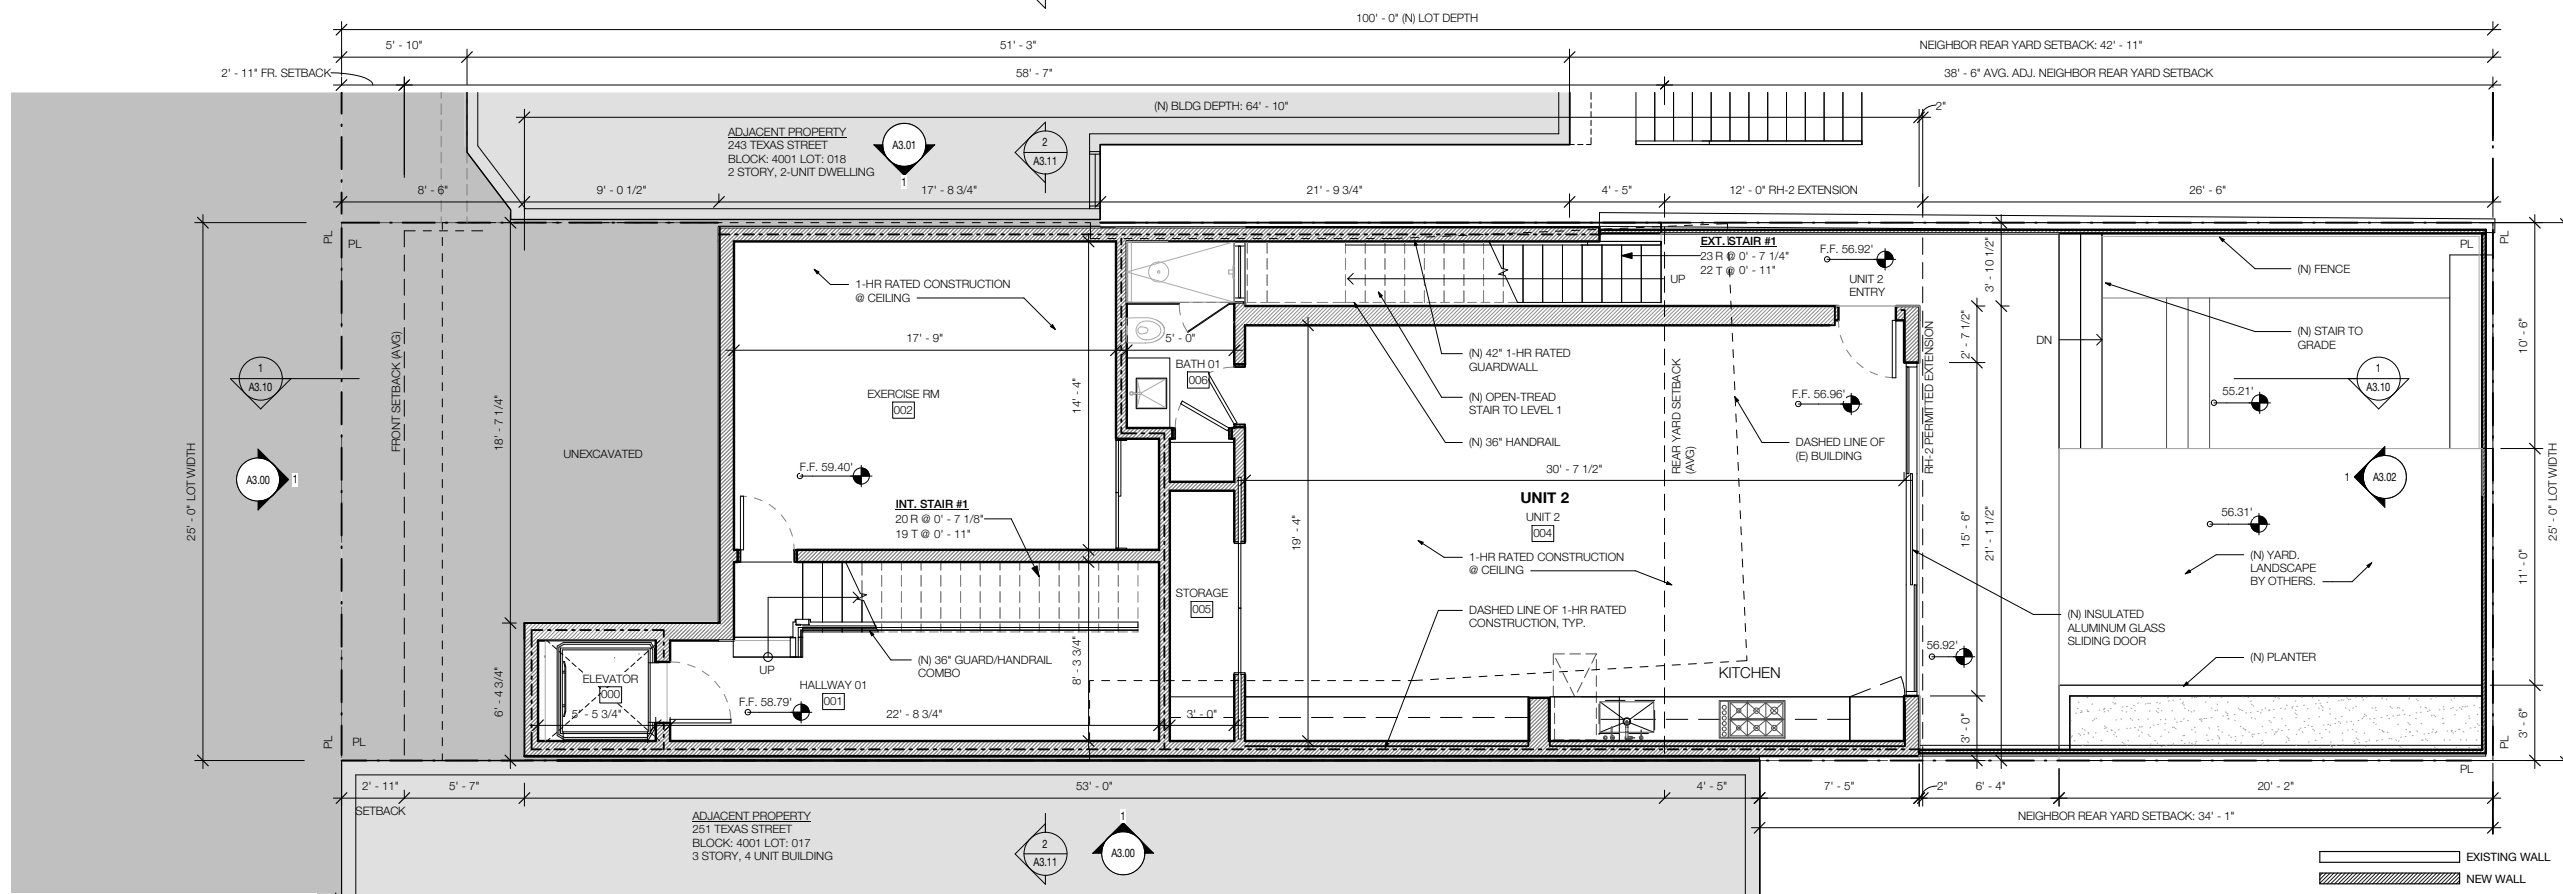 100' - 0" (N) LOT DEPTH
5' - 10"
51' - 3"
NEIGHBOR REAR YARD SETBACK: 42' - 11"
2' - 11" FR. SETBACK
58' - 7"
38' - 6" AVG. ADJ. NEIGHBOR REAR YARD SETBACK
(N) BLDG DEPTH: 64' - 10"
2"
ADJACENT PROPERTY
243 TEXAS STREET
BLOCK: 4001 LOT: 018
2 STORY, 2-UNIT DWELLING
A3.01
1
2
A3.11
8' - 6"
9' - 0 1/2"
17' - 8 3/4"
21' - 9 3/4"
4' - 5"
12' - 0" RH-2 EXTENSION
26' - 6"
PL
PL
EXT. STAIR #1
23 R @ 0' - 7 1/4"
22 T @ 0' - 11"
UP
F.F. 56.92'
UNIT 2
ENTRY
3' - 10 1/2"
PL
PL
(N) FENCE
1-HR RATED CONSTRUCTION
@ CEILING
17' - 9"
5' - 0"
BATH 01
006
(N) 42" 1-HR RATED
GUARDWALL
(N) OPEN-TREAD
STAIR TO LEVEL 1
(N) 36" HANDRAIL
REAR YARD SETBACK
(AVG)
F.F. 56.96'
DASHED LINE OF
(E) BUILDING
RH-2 PERMITTED EXTENSION
2' - 7 1/2"
DN
(N) STAIR TO
GRADE
10' - 6"
1
A3.10
55.21'
1
A3.10
FRONT SETBACK (AVG)
18' - 7 1/4"
EXERCISE RM
002
14' - 4"
25' - 0" LOT WIDTH
A3.00
1
UNEXCAVATED
F.F. 59.40'
30' - 7 1/2"
1
A3.02
25' - 0" LOT WIDTH
INT. STAIR #1
20 R @ 0' - 7 1/8"
19 T @ 0' - 11"
UNIT 2
UNIT 2
004
19' - 4"
15' - 6"
21' - 1 1/2"
56.31'
1-HR RATED CONSTRUCTION
@ CEILING
(N) YARD.
LANDSCAPE
BY OTHERS.
11' - 0"
STORAGE
005
DASHED LINE OF 1-HR RATED
CONSTRUCTION, TYP.
(N) INSULATED
ALUMINUM GLASS
SLIDING DOOR
56.92'
(N) PLANTER
UP
(N) 36" GUARD/HANDRAIL
COMBO
8' - 3 3/4"
KITCHEN
6' - 4 3/4"
ELEVATOR
000
5' - 5 3/4"
F.F. 58.79'
HALLWAY 01
001
22' - 8 3/4"
3' - 0"
3' - 0"
3' - 6"
PL
PL
PL
PL
2' - 11"
SETBACK
5' - 7"
53' - 0"
4' - 5"
7' - 5"
2"
6' - 4"
20' - 2"
NEIGHBOR REAR YARD SETBACK: 34' - 1"
ADJACENT PROPERTY
251 TEXAS STREET
BLOCK: 4001 LOT: 017
3 STORY, 4 UNIT BUILDING
2
A3.11
1
A3.00
EXISTING WALL
NEW WALL